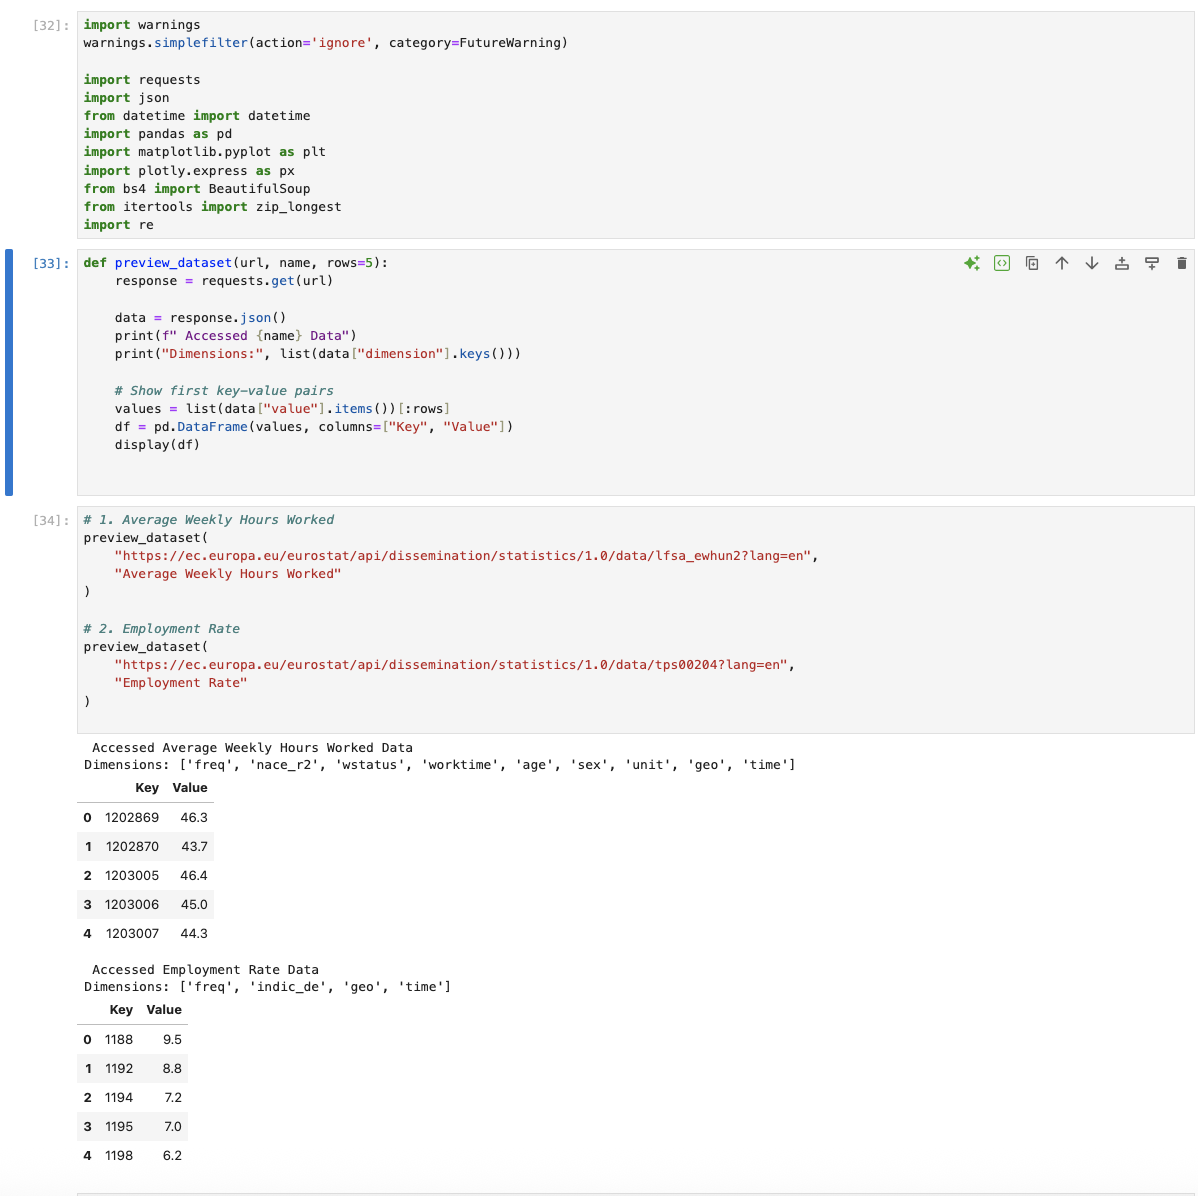 [32]:
import warnings
warnings.simplefilter(action='ignore', category=FutureWarning)
import requests
import json
from datetime import datetime
import pandas as pd
import matplotlib.pyplot as plt
import plotly.express as px
from bs4 import BeautifulSoup
from itertools import zip_longest
import re
[33]:
def preview_dataset(url, name, rows=5):
    response = requests.get(url)
    data = response.json()
    print(f" Accessed {name} Data")
    print("Dimensions:", list(data["dimension"].keys()))
    # Show first key-value pairs
    values = list(data["value"].items())[:rows]
    df = pd.DataFrame(values, columns=["Key", "Value"])
    display(df)
[34]:
# 1. Average Weekly Hours Worked
preview_dataset(
    "https://ec.europa.eu/eurostat/api/dissemination/statistics/1.0/data/lfsa_ewhun2?lang=en",
    "Average Weekly Hours Worked"
)
# 2. Employment Rate
preview_dataset(
    "https://ec.europa.eu/eurostat/api/dissemination/statistics/1.0/data/tps00204?lang=en",
    "Employment Rate"
)
 Accessed Average Weekly Hours Worked Data
Dimensions: ['freq', 'nace_r2', 'wstatus', 'worktime', 'age', 'sex', 'unit', 'geo', 'time']
Key Value
0 1202869 46.3
1 1202870 43.7
2 1203005 46.4
3 1203006 45.0
4 1203007 44.3
 Accessed Employment Rate Data
Dimensions: ['freq', 'indic_de', 'geo', 'time']
Key Value
0 1188 9.5
1 1192 8.8
2 1194 7.2
3 1195 7.0
4 1198 6.2